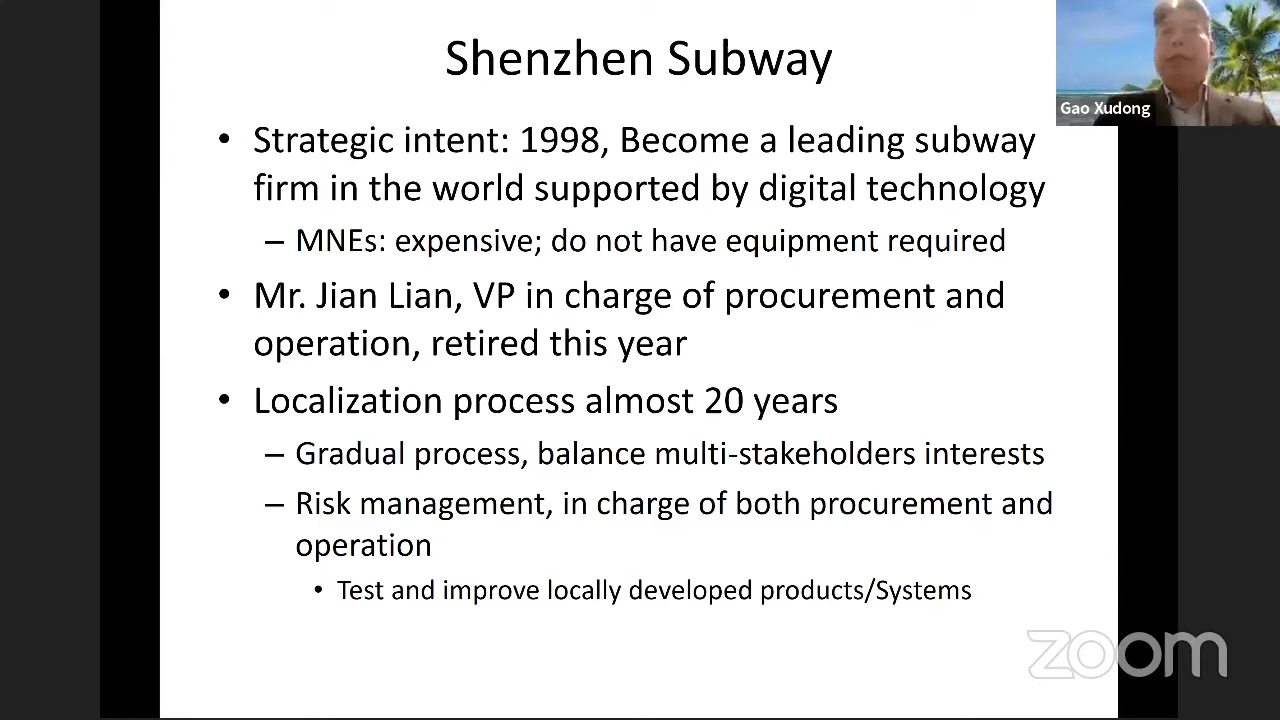 Shenzhen Subway
Gao Xudong
• Strategic intent: 1998, Become a leading subway
firm in the world supported by digital technology
– MNEs: expensive; do not have equipment required
• Mr. Jian Lian, VP in charge of procurement and
operation, retired this year
• Localization process almost 20 years
– Gradual process, balance multi-stakeholders interests
– Risk management, in charge of both procurement and
operation
• Test and improve locally developed products/Systems
zoom